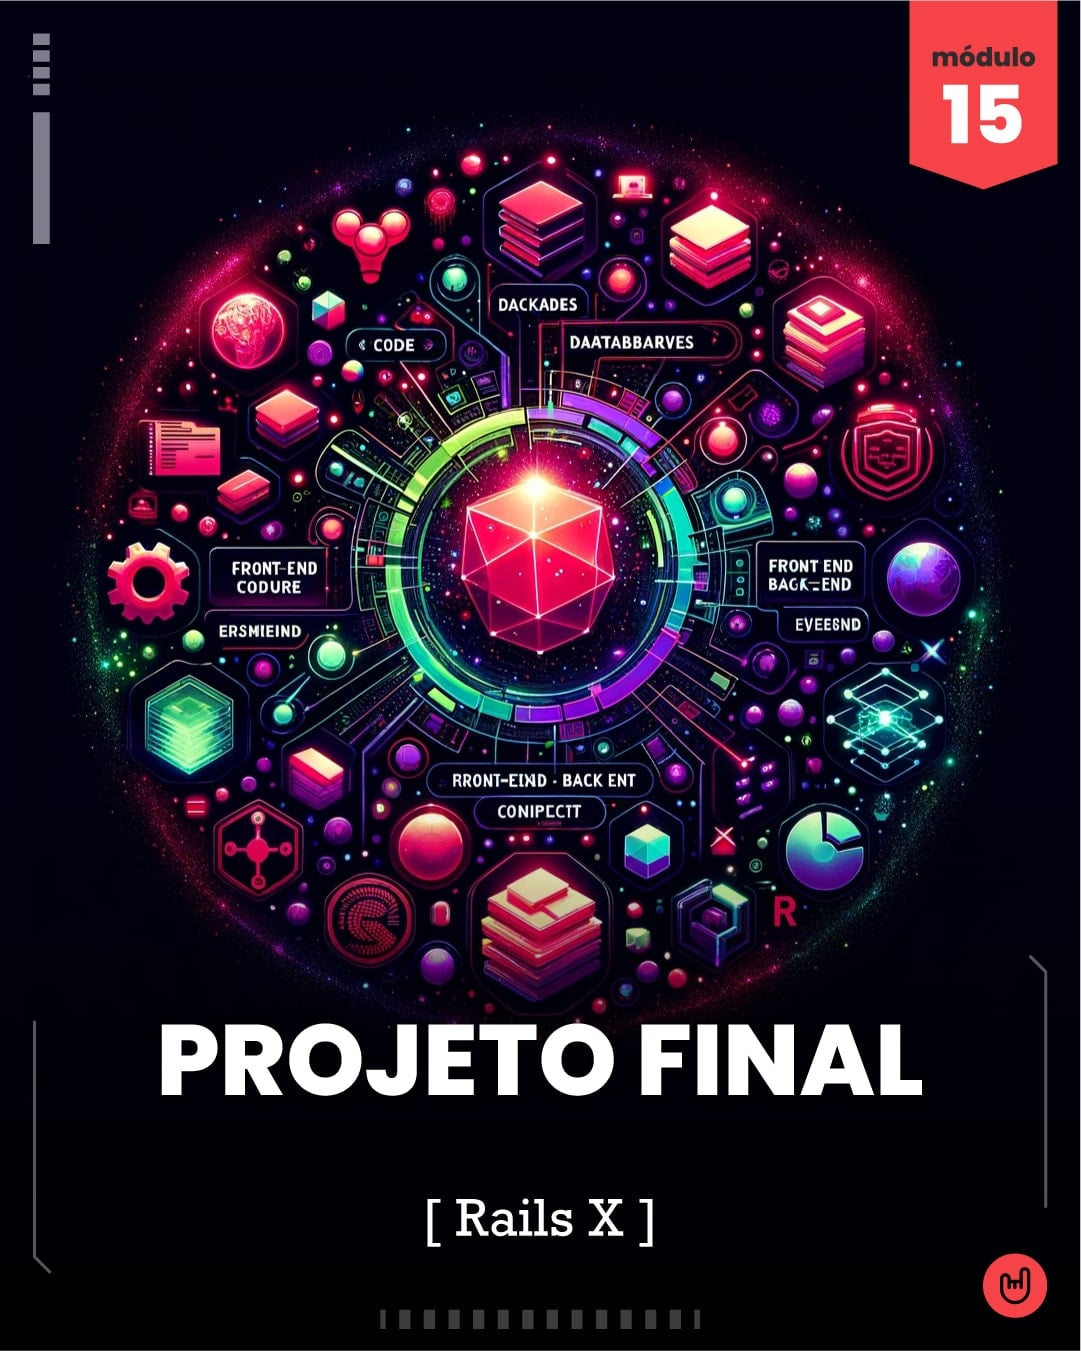 módulo
15
DACKADES
CODE
DAATABBARVES
FRONT-END
CODURE
ERSMIEIND
FRONT END
BACK-END
EVEESND
RRONT-EIND · BACK ENT
CONIPECTT
R
PROJETO FINAL
[ Rails X ]